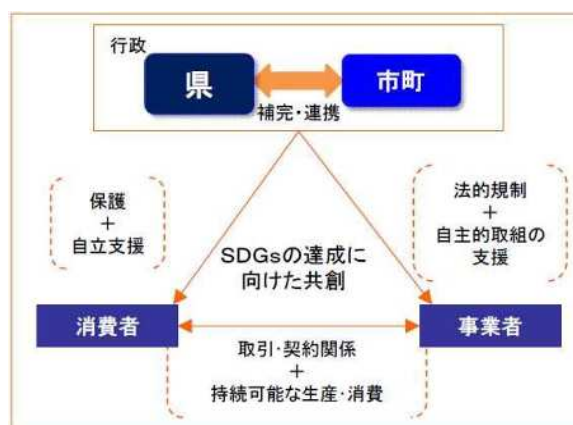 行政
県
市町
補完・連携
保護
＋
自立支援
法的規制
＋
自主的取組の
支援
SDGsの達成に
向けた共創
消費者
事業者
取引・契約関係
＋
持続可能な生産・消費